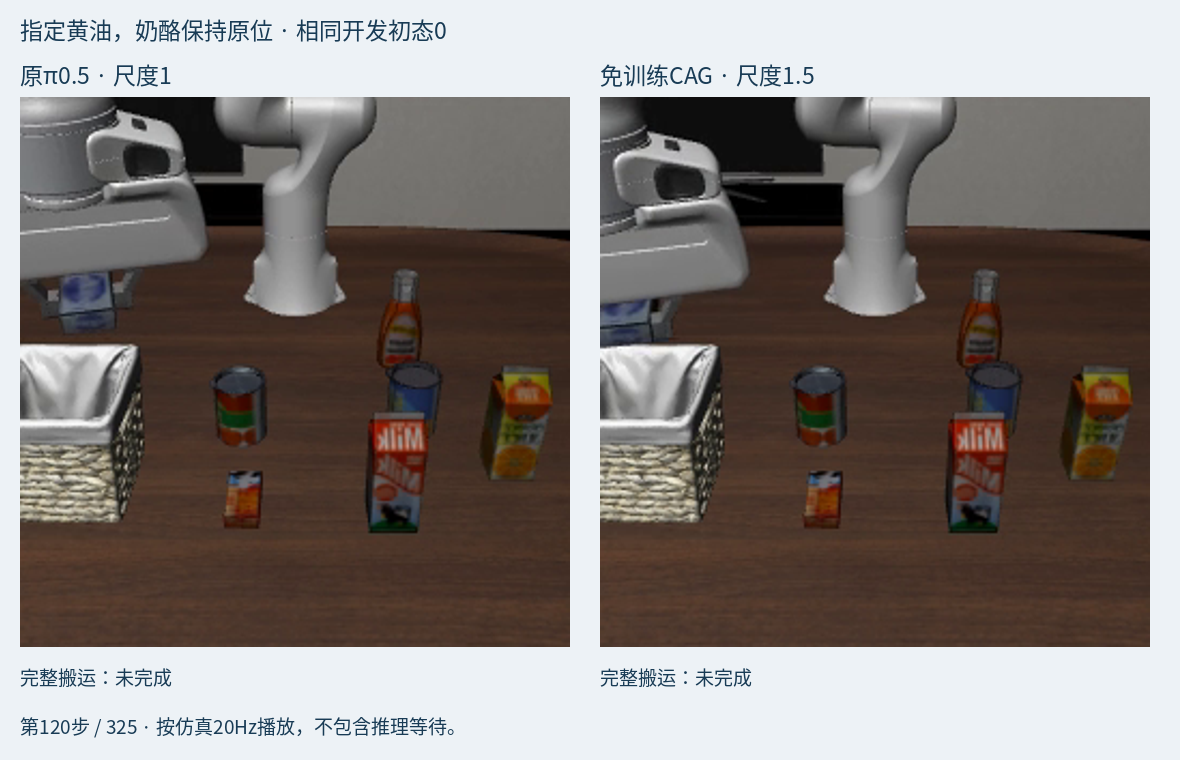 指定黄油，奶酪保持原位 · 相同开发初态0
原π0.5 · 尺度1
免训练CAG · 尺度1.5
完整搬运：未完成
完整搬运：未完成
第120步 / 325 · 按仿真20Hz播放，不包含推理等待。